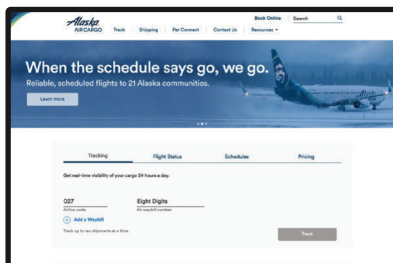 Book Online
Search
Alaska
AIR CARGO
Track
Shipping
Pet Connect
Contact Us
Resources
When the schedule says go, we go.
Reliable, scheduled flights to 21 Alaska communities.
Learn more
Tracking
Flight Status
Schedules
Pricing
Get real-time visibility of your cargo 24 hours a day.
027
Eight Digits
Airline code
Air waybill number
Add a Waybill
Track up to ten shipments at a time.
Track